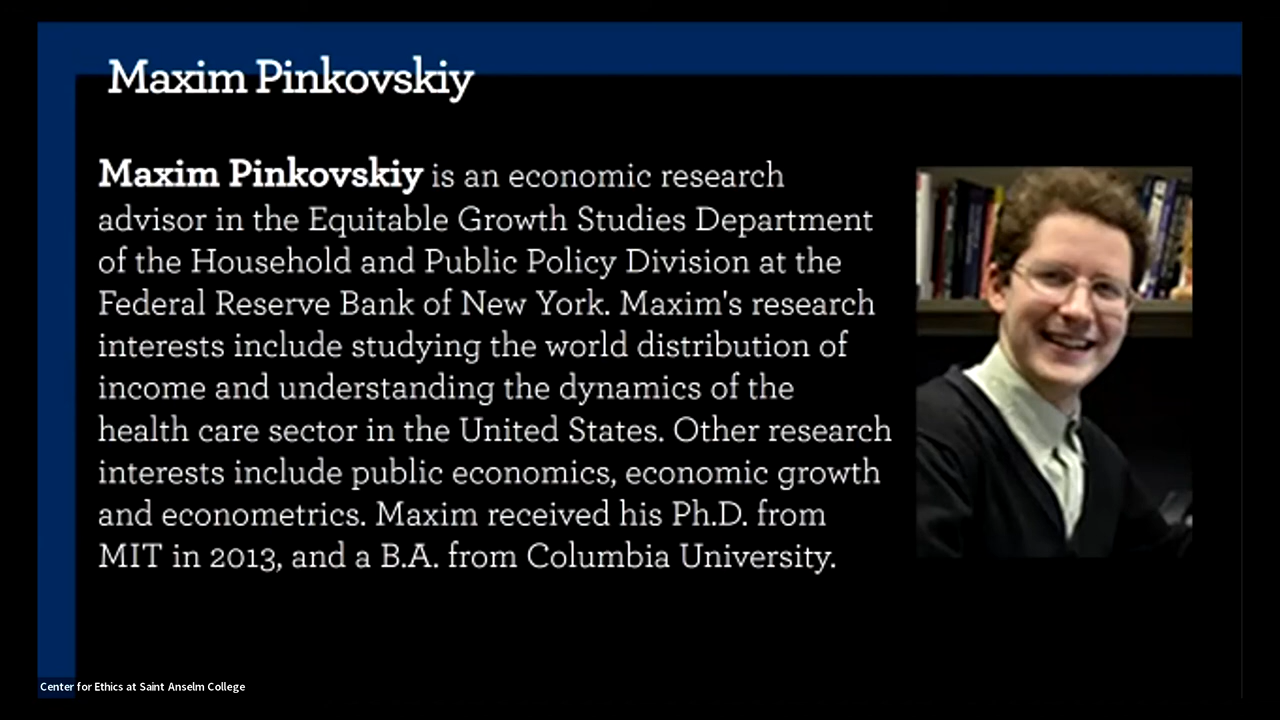 Maxim Pinkovskiy
Maxim Pinkovskiy is an economic research
advisor in the Equitable Growth Studies Department
of the Household and Public Policy Division at the
Federal Reserve Bank of New York. Maxim's research
interests include studying the world distribution of
income and understanding the dynamics of the
health care sector in the United States. Other research
interests include public economics, economic growth
and econometrics. Maxim received his Ph.D. from
MIT in 2013, and a B.A. from Columbia University.
Center for Ethics at Saint Anselm College